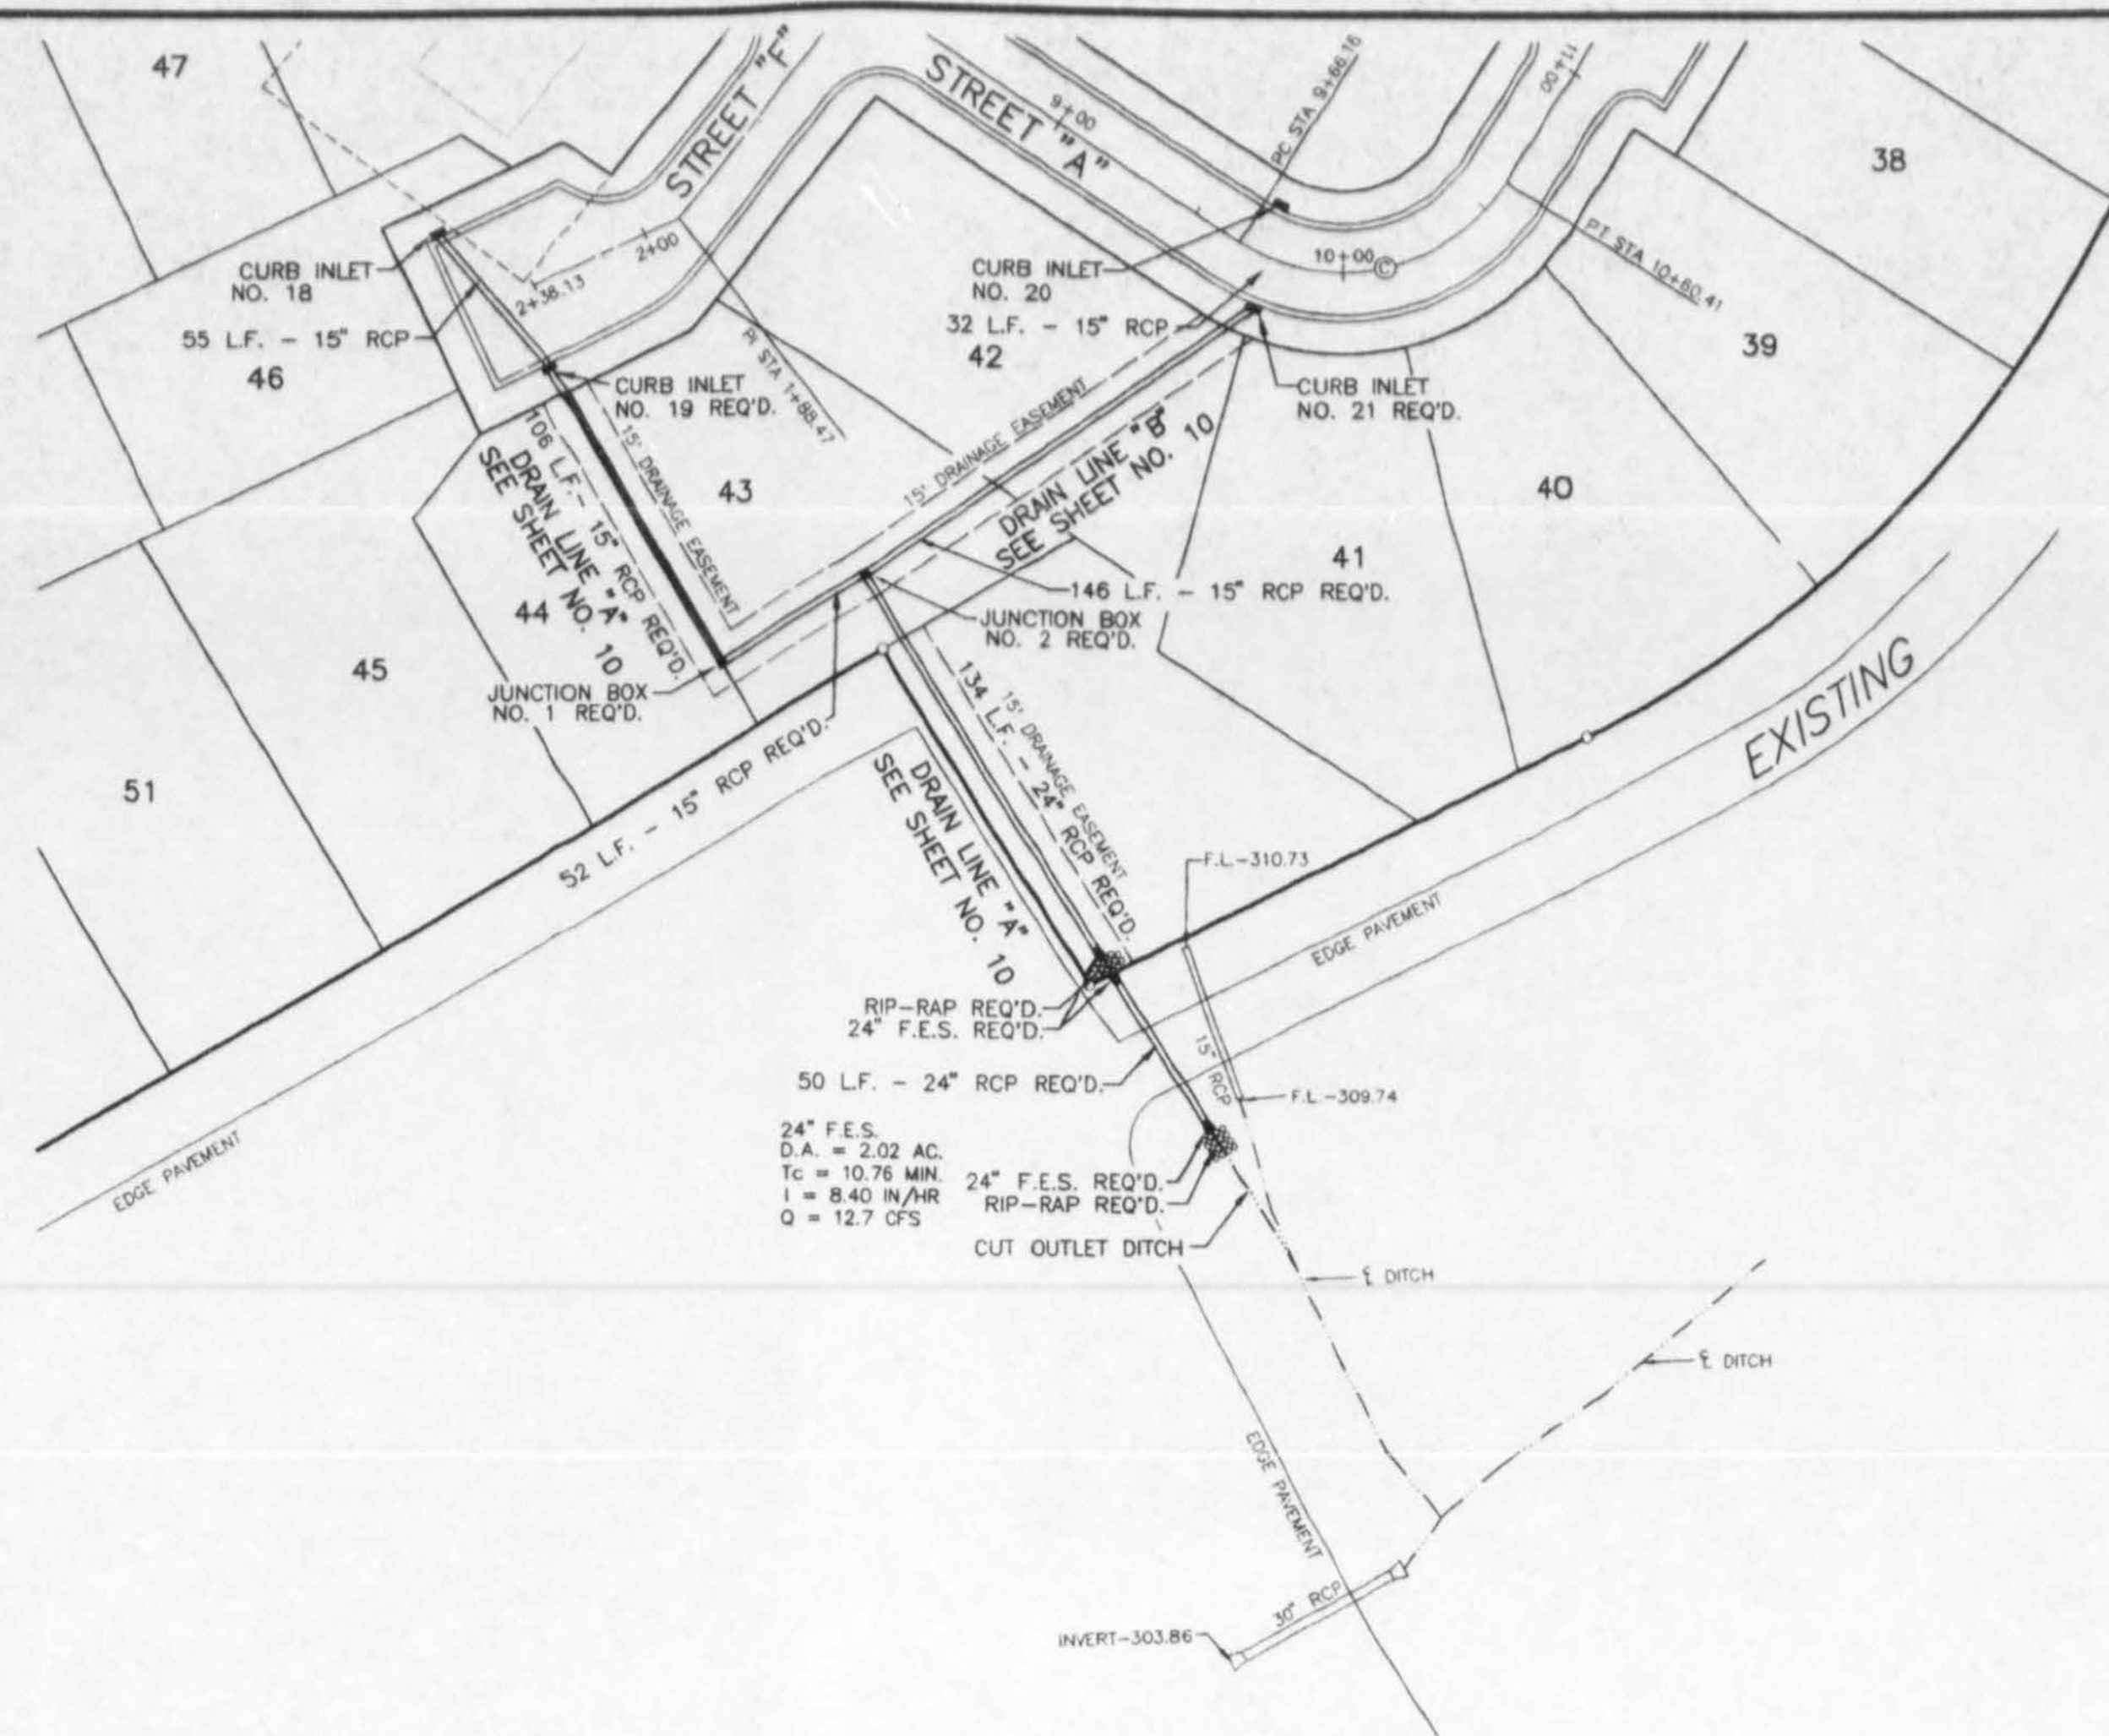 47
STREET "F"
STREET "A"
9+00
PC STA 9+66.16
11+00
38
CURB INLET
NO. 18
2+00
2+38.13
CURB INLET
NO. 20
10+00
PT STA 10+60.41
55 L.F. - 15" RCP
32 L.F. - 15" RCP
46
42
39
PI STA 1+88.47
CURB INLET
NO. 19 REQ'D.
CURB INLET
NO. 21 REQ'D.
106 L.F. - 15" RCP REQ'D.
DRAIN LINE "A"
SEE SHEET NO. 10
15' DRAINAGE EASEMENT
43
15' DRAINAGE EASEMENT
DRAIN LINE "B"
SEE SHEET NO. 10
40
41
146 L.F. - 15" RCP REQ'D.
44
JUNCTION BOX
NO. 2 REQ'D.
45
JUNCTION BOX
NO. 1 REQ'D.
EXISTING
51
52 L.F. - 15" RCP REQ'D.
15' DRAINAGE EASEMENT
134 L.F. - 24" RCP REQ'D.
DRAIN LINE "A"
SEE SHEET NO. 10
F.L.-310.73
EDGE PAVEMENT
RIP-RAP REQ'D.
24" F.E.S. REQ'D.
15" RCP
50 L.F. - 24" RCP REQ'D.
F.L.-309.74
EDGE PAVEMENT
24" F.E.S.
D.A. = 2.02 AC.
Tc = 10.76 MIN.
I = 8.40 IN/HR
Q = 12.7 CFS
24" F.E.S. REQ'D.
RIP-RAP REQ'D.
CUT OUTLET DITCH
℄ DITCH
℄ DITCH
EDGE PAVEMENT
30" RCP
INVERT-303.86